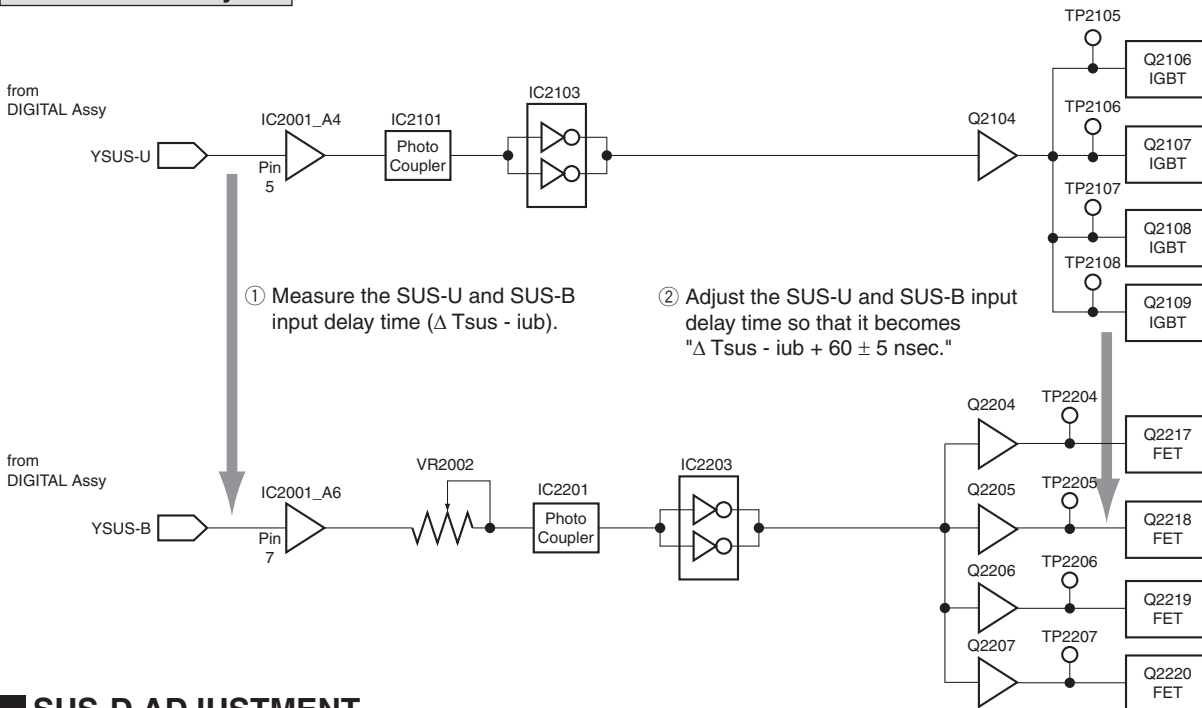 TP2105
Q2106
IGBT
from
DIGITAL Assy
IC2103
IC2001_A4
IC2101
Q2104
TP2106
YSUS-U
Pin
5
Photo
Coupler
Q2107
IGBT
TP2107
Q2108
IGBT
TP2108
① Measure the SUS-U and SUS-B
input delay time (Δ Tsus - iub).
② Adjust the SUS-U and SUS-B input
delay time so that it becomes
"Δ Tsus - iub + 60 ± 5 nsec."
Q2109
IGBT
Q2204
TP2204
Q2217
FET
from
DIGITAL Assy
VR2002
IC2203
IC2001_A6
IC2201
Q2205
TP2205
YSUS-B
Pin
7
Photo
Coupler
Q2218
FET
Q2206
TP2206
Q2219
FET
Q2207
TP2207
Q2220
FET
SUS-D ADJUSTMENT